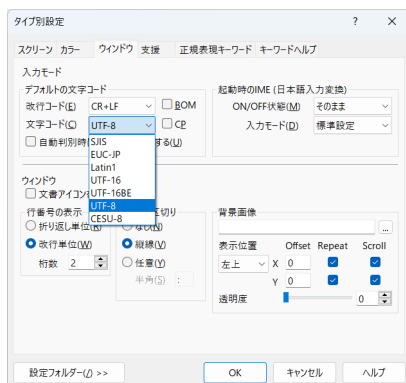 タイプ別設定 ? ×
スクリーン カラー ウィンドウ 支援 正規表現キーワード キーワードヘルプ
入力モード
デフォルトの文字コード
改行コード(E) CR+LF BOM
文字コード(C) UTF-8 CP
自動判別時 する(U)
SJIS
EUC-JP
Latin1
UTF-16
UTF-16BE
UTF-8
CESU-8
起動時のIME (日本語入力変換)
ON/OFF状態(M) そのまま
入力モード(D) 標準設定
ウィンドウ
文書アイコン
行番号の表示
折り返し単位(R)
改行単位(W)
桁数 2
区切り
なし(N)
縦線(V)
任意(Y)
半角(S) :
背景画像
...
表示位置 Offset Repeat Scroll
左上 X 0
Y 0
透明度 0
設定フォルダー(/) >> OK キャンセル ヘルプ